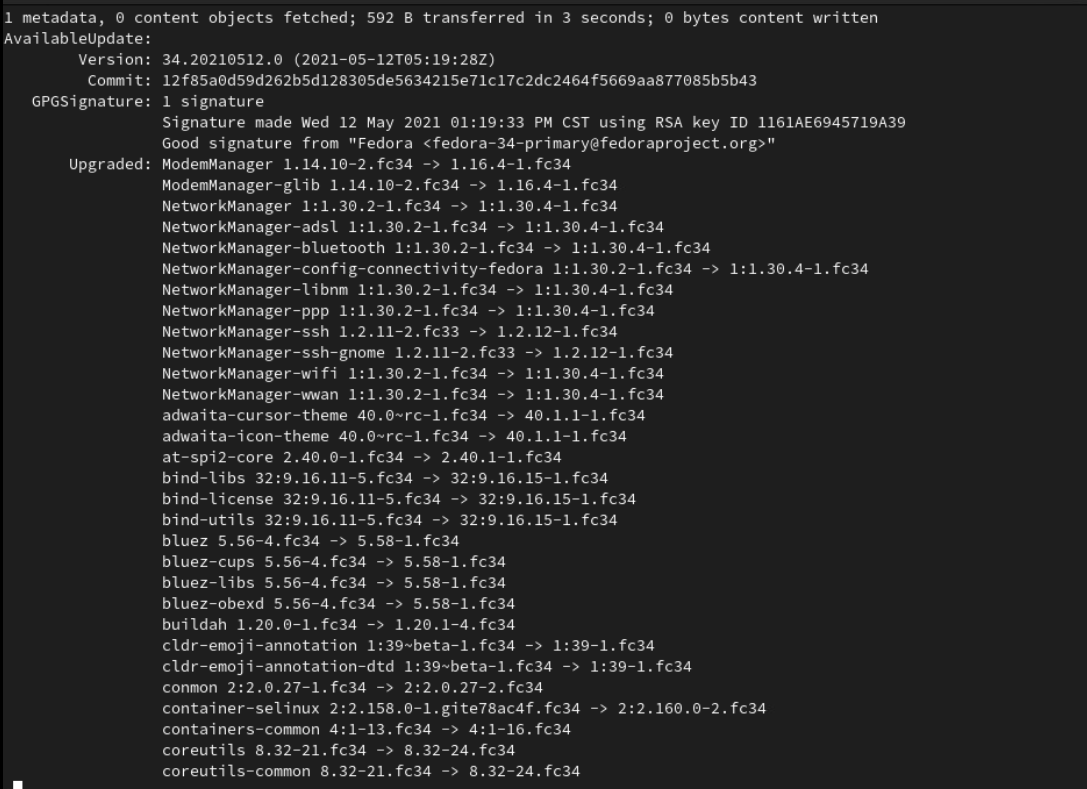 1 metadata, 0 content objects fetched; 592 B transferred in 3 seconds; 0 bytes content written
AvailableUpdate:
Version: 34.20210512.0 (2021-05-12T05:19:28Z)
Commit: 12f85a0d59d262b5d128305de5634215e71c17c2dc2464f5669aa877085b5b43
GPGSignature: 1 signature
Signature made Wed 12 May 2021 01:19:33 PM CST using RSA key ID 1161AE6945719A39
Good signature from "Fedora <fedora-34-primary@fedoraproject.org>"
Upgraded: ModemManager 1.14.10-2.fc34 -> 1.16.4-1.fc34
ModemManager-glib 1.14.10-2.fc34 -> 1.16.4-1.fc34
NetworkManager 1:1.30.2-1.fc34 -> 1:1.30.4-1.fc34
NetworkManager-adsl 1:1.30.2-1.fc34 -> 1:1.30.4-1.fc34
NetworkManager-bluetooth 1:1.30.2-1.fc34 -> 1:1.30.4-1.fc34
NetworkManager-config-connectivity-fedora 1:1.30.2-1.fc34 -> 1:1.30.4-1.fc34
NetworkManager-libnm 1:1.30.2-1.fc34 -> 1:1.30.4-1.fc34
NetworkManager-ppp 1:1.30.2-1.fc34 -> 1:1.30.4-1.fc34
NetworkManager-ssh 1.2.11-2.fc33 -> 1.2.12-1.fc34
NetworkManager-ssh-gnome 1.2.11-2.fc33 -> 1.2.12-1.fc34
NetworkManager-wifi 1:1.30.2-1.fc34 -> 1:1.30.4-1.fc34
NetworkManager-wwan 1:1.30.2-1.fc34 -> 1:1.30.4-1.fc34
adwaita-cursor-theme 40.0~rc-1.fc34 -> 40.1.1-1.fc34
adwaita-icon-theme 40.0~rc-1.fc34 -> 40.1.1-1.fc34
at-spi2-core 2.40.0-1.fc34 -> 2.40.1-1.fc34
bind-libs 32:9.16.11-5.fc34 -> 32:9.16.15-1.fc34
bind-license 32:9.16.11-5.fc34 -> 32:9.16.15-1.fc34
bind-utils 32:9.16.11-5.fc34 -> 32:9.16.15-1.fc34
bluez 5.56-4.fc34 -> 5.58-1.fc34
bluez-cups 5.56-4.fc34 -> 5.58-1.fc34
bluez-libs 5.56-4.fc34 -> 5.58-1.fc34
bluez-obexd 5.56-4.fc34 -> 5.58-1.fc34
buildah 1.20.0-1.fc34 -> 1.20.1-4.fc34
cldr-emoji-annotation 1:39~beta-1.fc34 -> 1:39-1.fc34
cldr-emoji-annotation-dtd 1:39~beta-1.fc34 -> 1:39-1.fc34
conmon 2:2.0.27-1.fc34 -> 2:2.0.27-2.fc34
container-selinux 2:2.158.0-1.gite78ac4f.fc34 -> 2:2.160.0-2.fc34
containers-common 4:1-13.fc34 -> 4:1-16.fc34
coreutils 8.32-21.fc34 -> 8.32-24.fc34
coreutils-common 8.32-21.fc34 -> 8.32-24.fc34